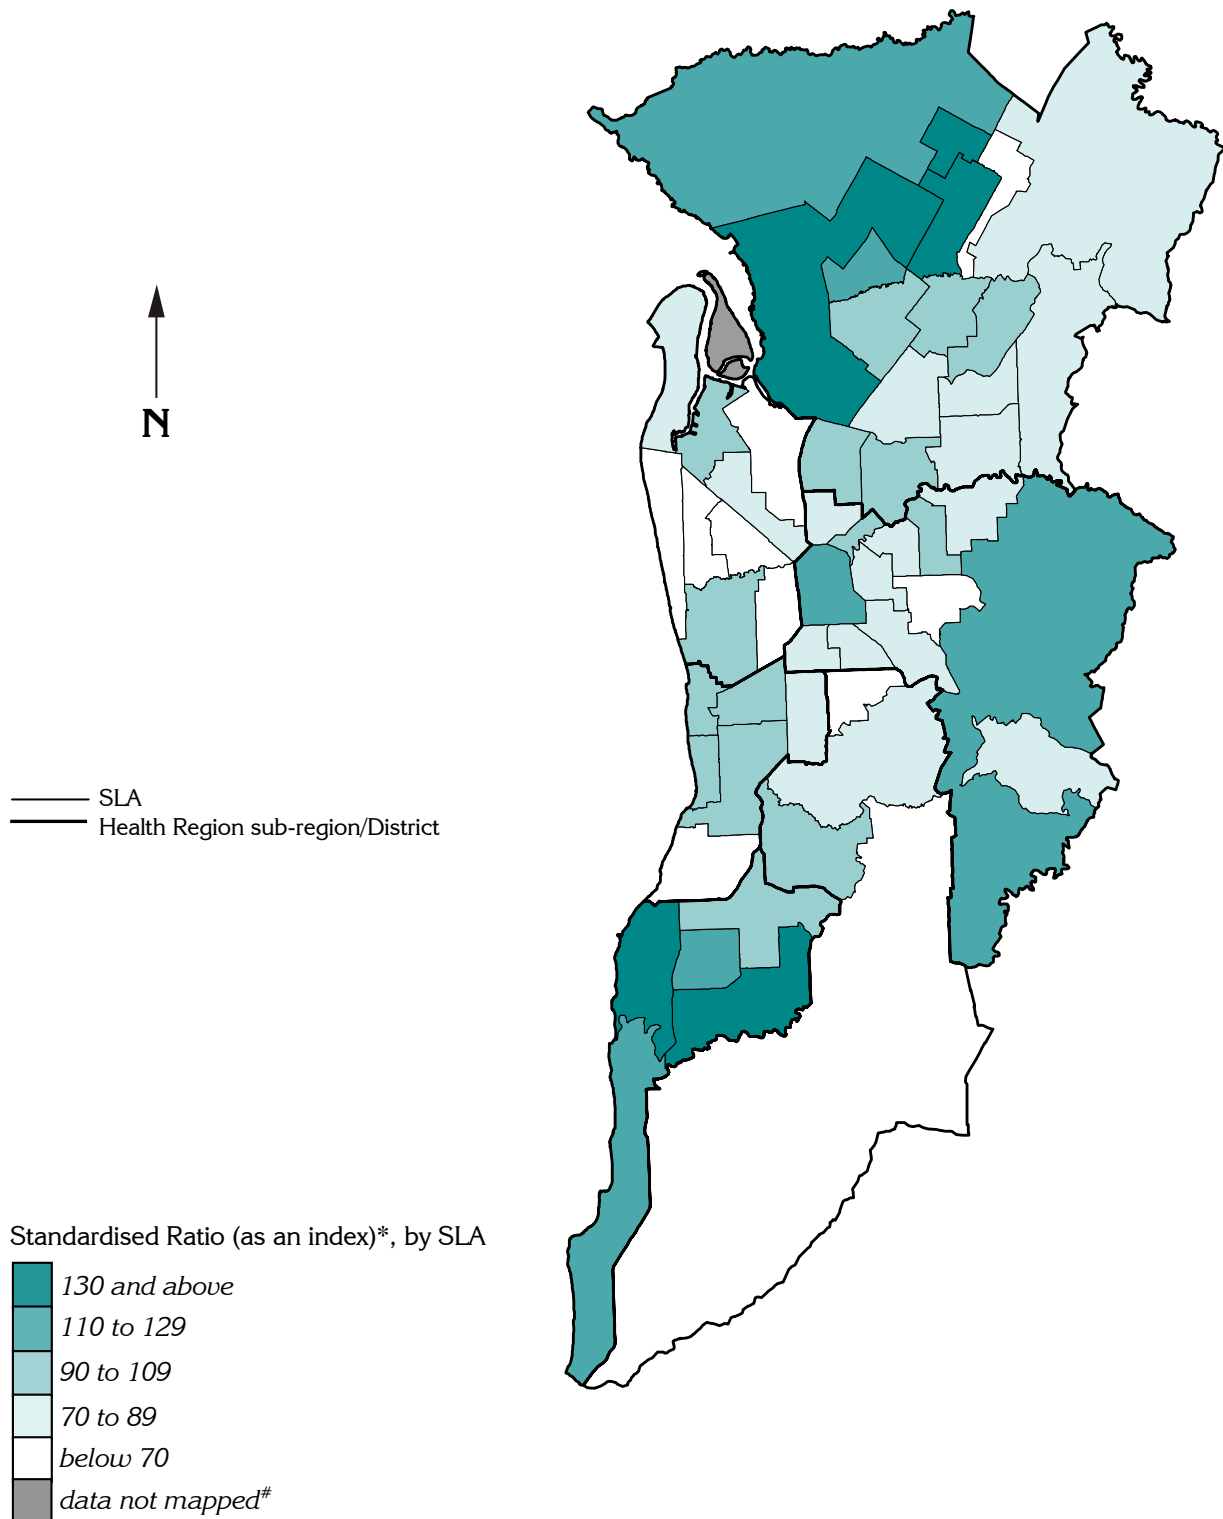 N
SLA
Health Region sub-region/District
Standardised Ratio (as an index)*, by SLA
130 and above
110 to 129
90 to 109
70 to 89
below 70
data not mapped#